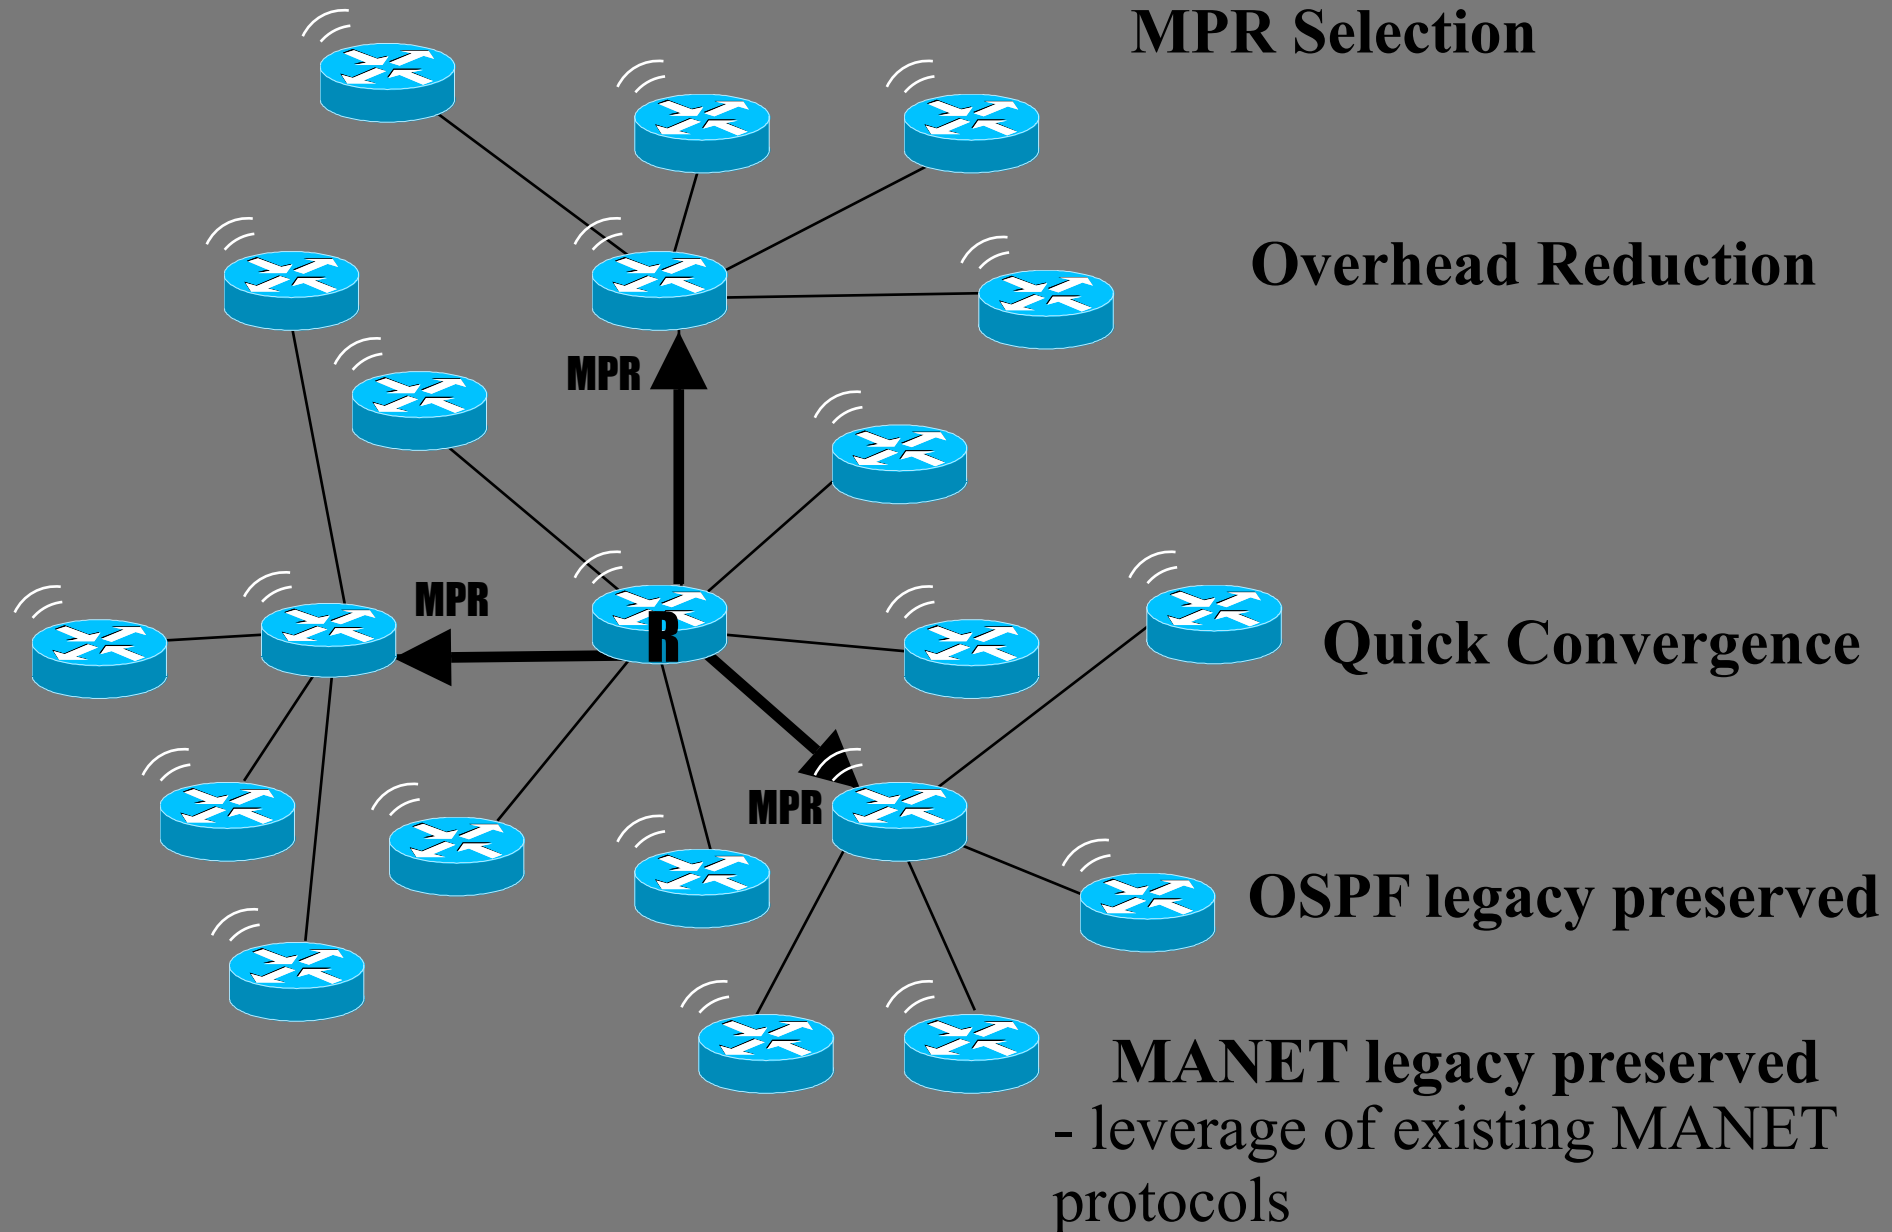 MPR Selection
Overhead Reduction
MPR
MPR
R
Quick Convergence
MPR
OSPF legacy preserved
MANET legacy preserved
- leverage of existing MANET
protocols